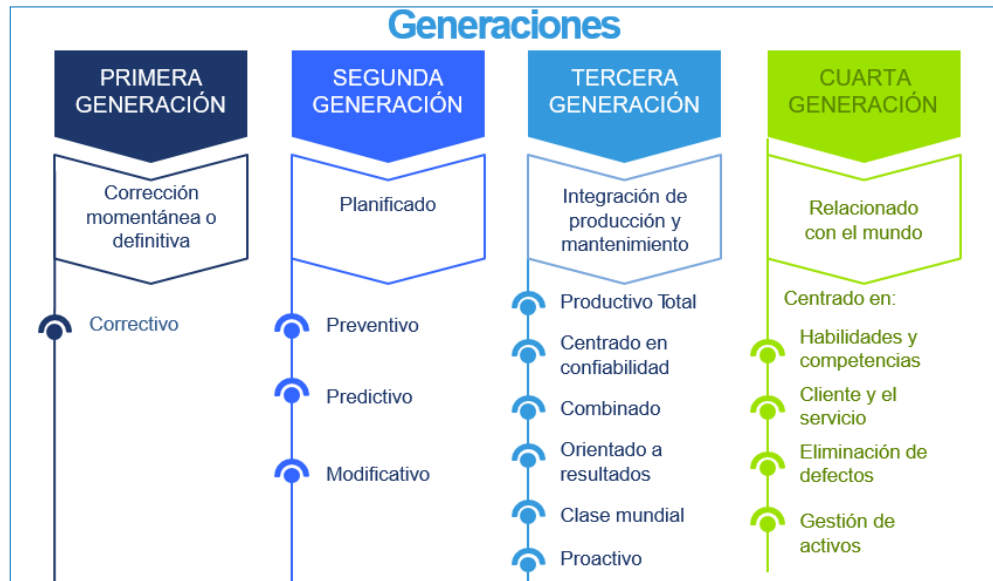 Generaciones
PRIMERA
GENERACIÓN
Corrección
momentánea o
definitiva
Correctivo
SEGUNDA
GENERACIÓN
Planificado
Preventivo
Predictivo
Modificativo
TERCERA
GENERACIÓN
Integración de
producción y
mantenimiento
Productivo Total
Centrado en
confiabilidad
Combinado
Orientado a
resultados
Clase mundial
Proactivo
CUARTA
GENERACIÓN
Relacionado
con el mundo
Centrado en:
Habilidades y
competencias
Cliente y el
servicio
Eliminación de
defectos
Gestión de
activos